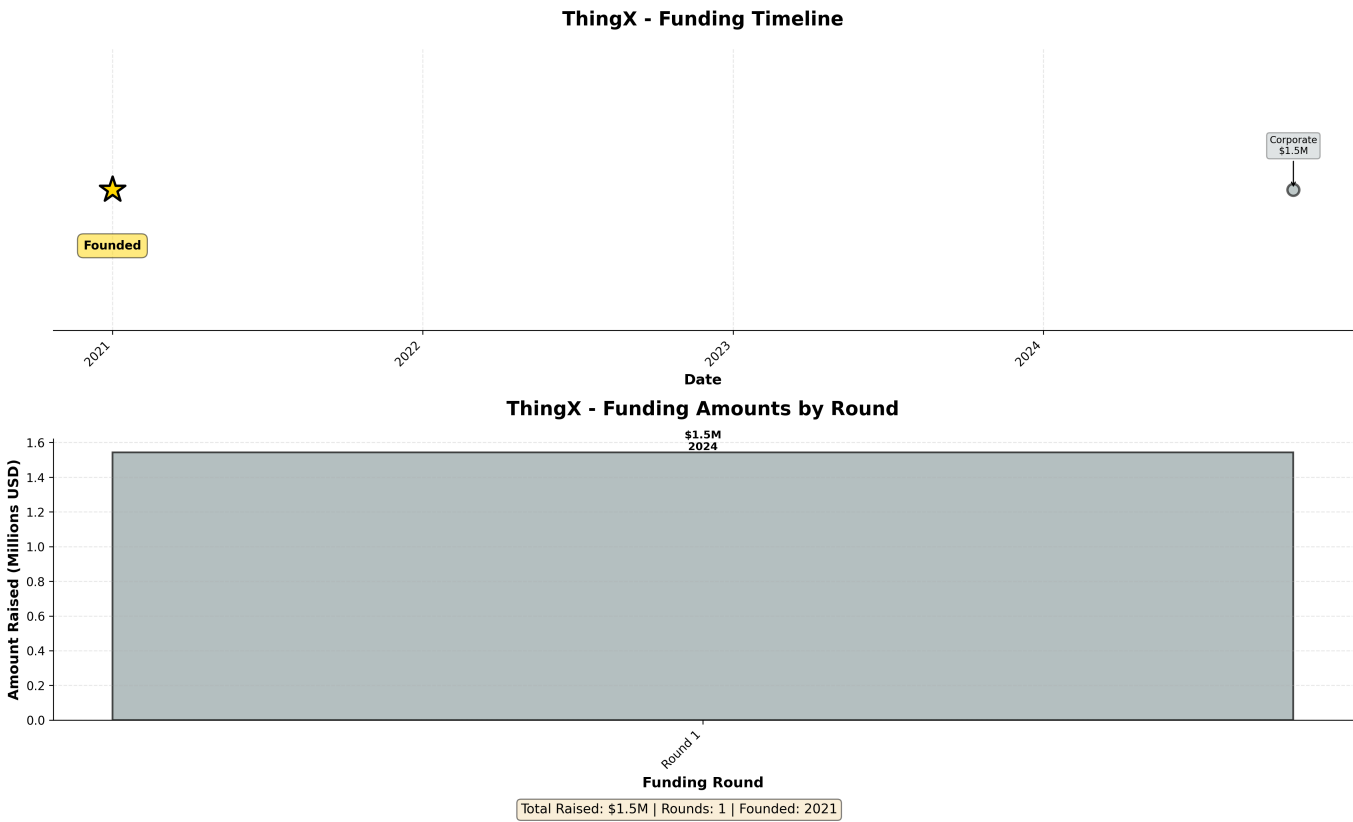 ThingX - Funding Timeline
Corporate
$1.5M
Founded
2021
2022
2023
2024
Date
ThingX - Funding Amounts by Round
Amount Raised (Millions USD)
1.6
1.4
1.2
1.0
0.8
0.6
0.4
0.2
0.0
$1.5M
2024
Round 1
Funding Round
Total Raised: $1.5M | Rounds: 1 | Founded: 2021